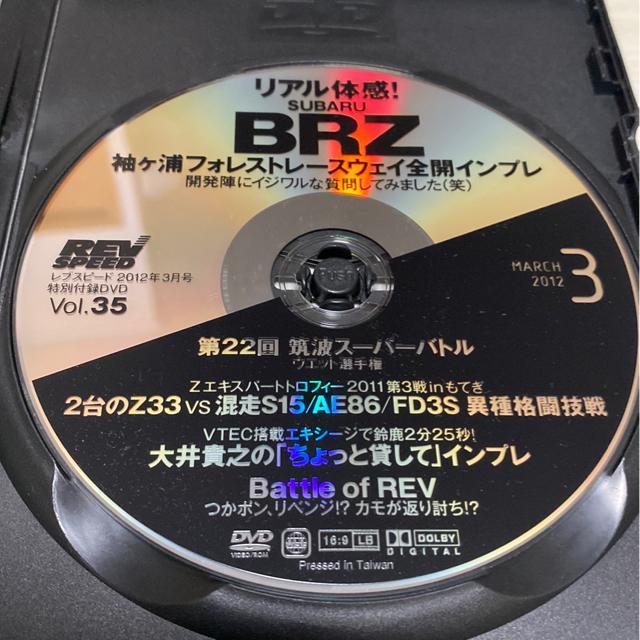 リアル体感!
SUBARU
BRZ
袖ヶ浦フォレストレースウェイ全開インプレ
開発陣にイジワルな質問してみました(笑)
REV SPEED
レブスピード 2012年3月号
特別付録DVD
Vol.35
PUSH
MARCH 2012 3
第22回 筑波スーパーバトル
ウエット選手権
Zエキスパートトロフィー2011第3戦inもてぎ
2台のZ33 VS 混走S15/AE86/FD3S 異種格闘技戦
VTEC搭載エキシージで鈴鹿2分25秒!
大井貴之の「ちょっと貸して」インプレ
Battle of REV
つかポン、リベンジ!? カモが返り討ち!?
DVD VIDEO/ROM 16:9 LB DOLBY DIGITAL
Pressed in Taiwan